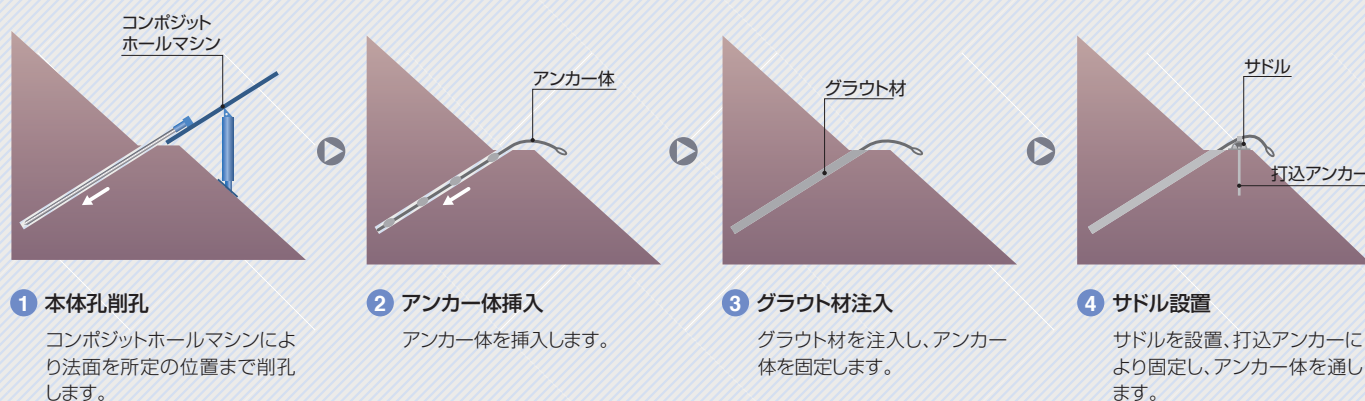 コンポジット
ホールマシン
アンカー体
グラウト材
サドル
打込アンカー
1 本体孔削孔
コンポジットホールマシンによ
り法面を所定の位置まで削孔
します。
2 アンカー体挿入
アンカー体を挿入します。
3 グラウト材注入
グラウト材を注入し、アンカー
体を固定します。
4 サドル設置
サドルを設置、打込アンカーに
より固定し、アンカー体を通し
ます。